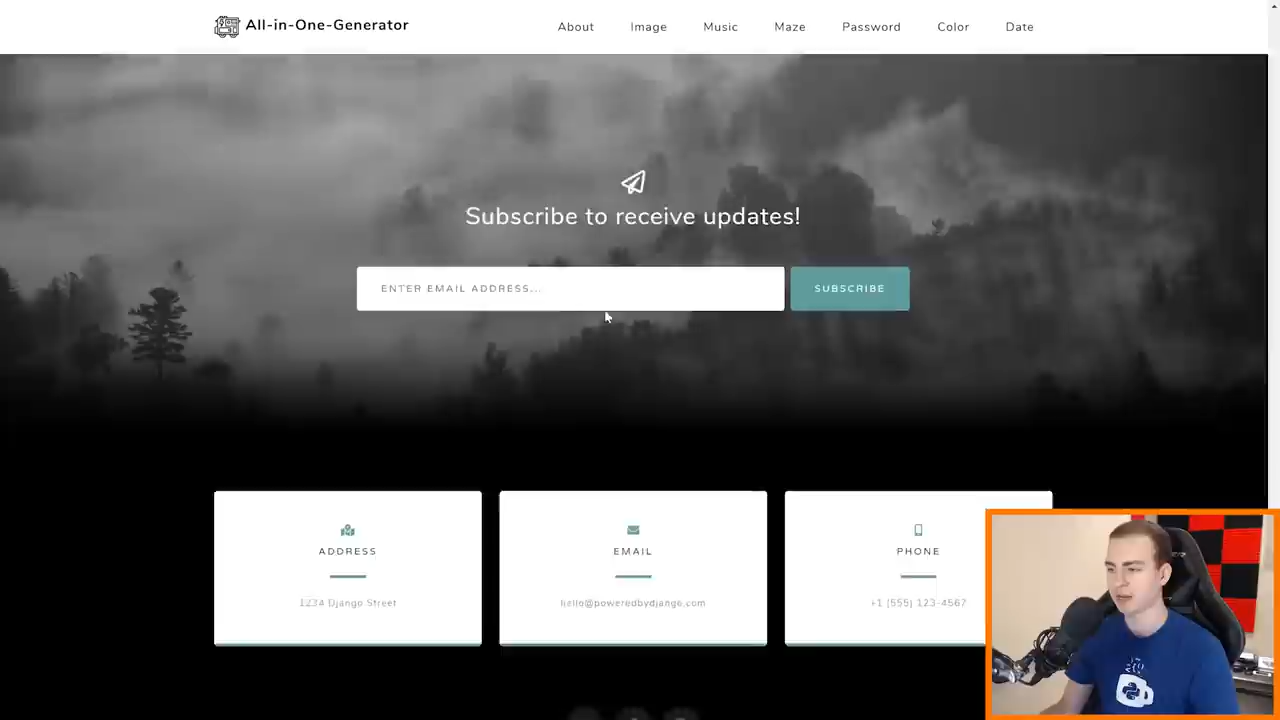 All-in-One-Generator
About Image Music Maze Password Color Date
Subscribe to receive updates!
ENTER EMAIL ADDRESS...
SUBSCRIBE
ADDRESS
1234 Django Street
EMAIL
hello@poweredbydjango.com
PHONE
+1 (555) 123-4567